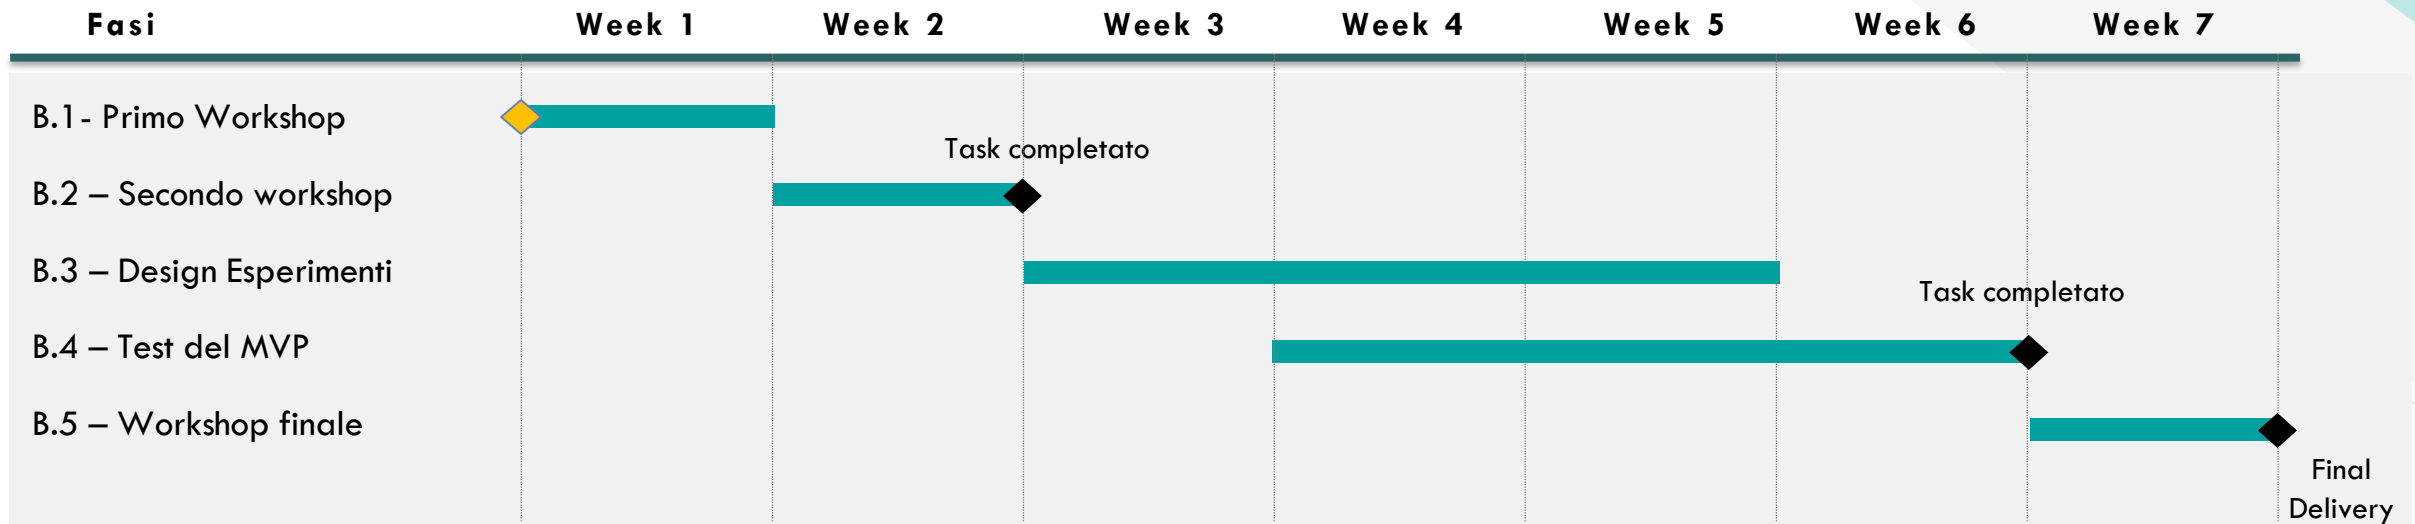 Fasi Week 1 Week 2 Week 3 Week 4 Week 5 Week 6 Week 7
B.1- Primo Workshop
Task completato
B.2 – Secondo workshop
B.3 – Design Esperimenti
Task completato
B.4 – Test del MVP
B.5 – Workshop finale
Final
Delivery